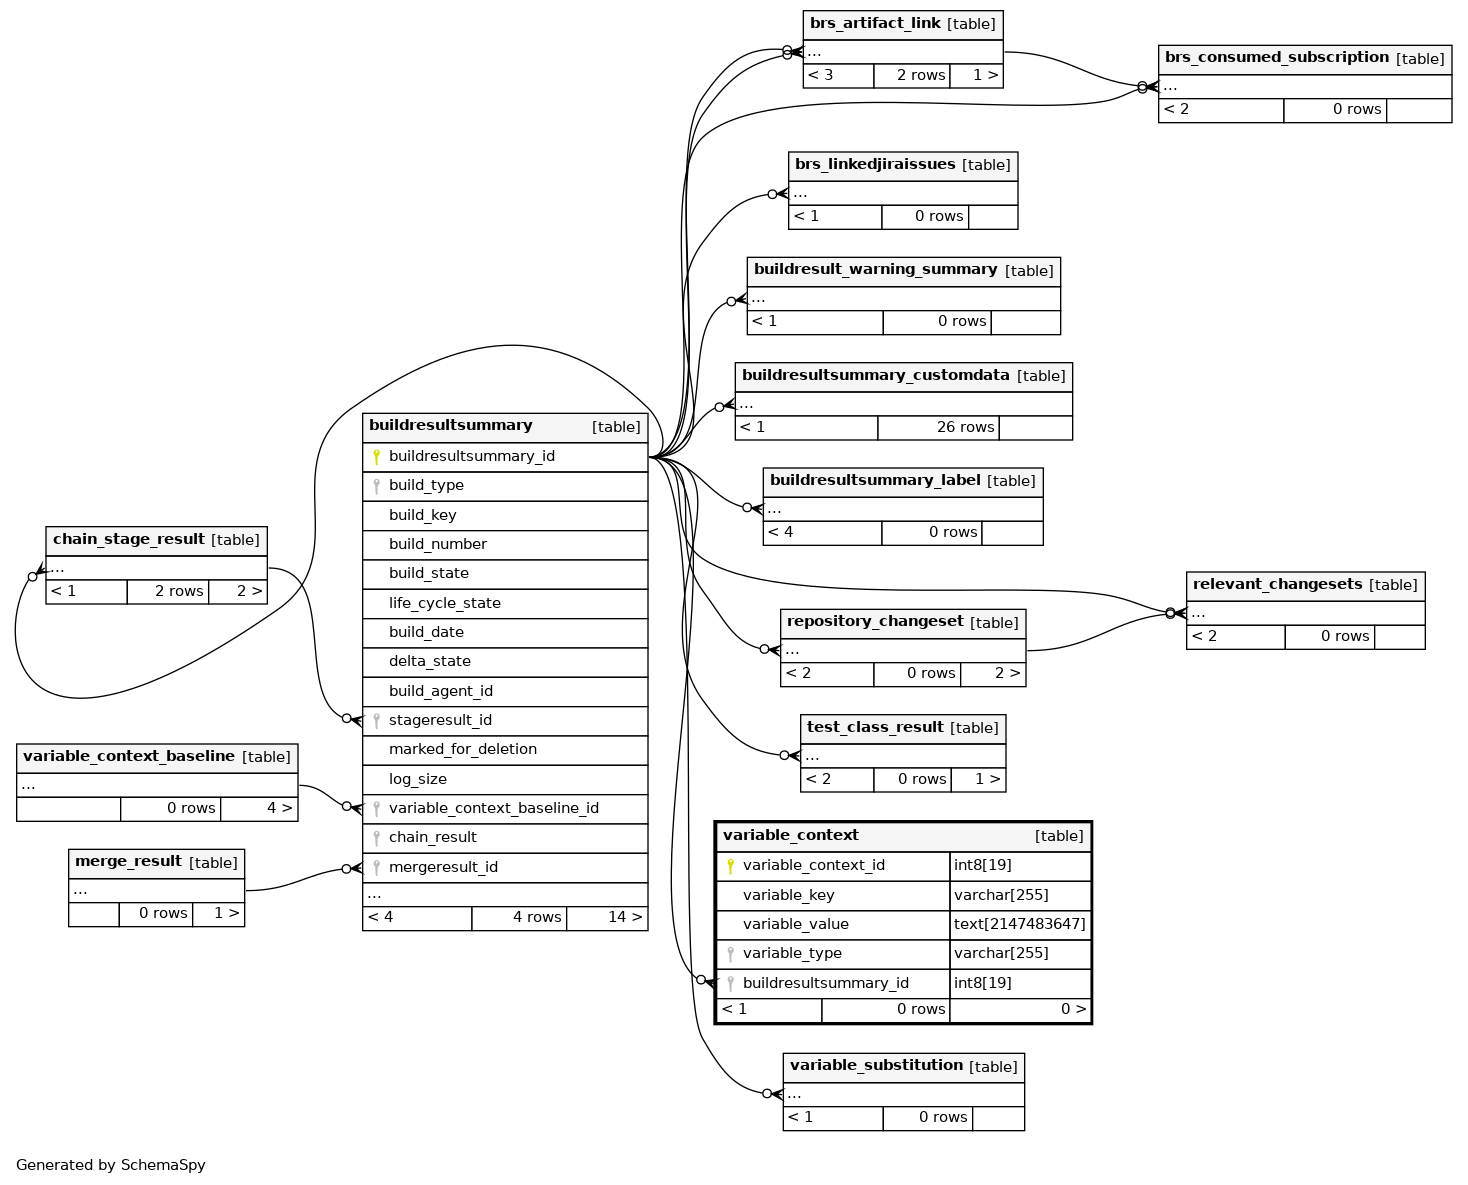 brs_artifact_link [table]
...
< 3 2 rows 1 >
brs_consumed_subscription [table]
...
< 2 0 rows
brs_linkedjiraissues [table]
...
< 1 0 rows
buildresult_warning_summary [table]
...
< 1 0 rows
buildresultsummary_customdata [table]
...
< 1 26 rows
buildresultsummary [table]
buildresultsummary_id
build_type
build_key
build_number
build_state
life_cycle_state
build_date
delta_state
build_agent_id
stageresult_id
marked_for_deletion
log_size
variable_context_baseline_id
chain_result
mergeresult_id
...
< 4 4 rows 14 >
buildresultsummary_label [table]
...
< 4 0 rows
chain_stage_result [table]
...
< 1 2 rows 2 >
relevant_changesets [table]
...
< 2 0 rows
repository_changeset [table]
...
< 2 0 rows 2 >
test_class_result [table]
...
< 2 0 rows 1 >
variable_context_baseline [table]
...
0 rows 4 >
merge_result [table]
...
0 rows 1 >
variable_context [table]
variable_context_id int8[19]
variable_key varchar[255]
variable_value text[2147483647]
variable_type varchar[255]
buildresultsummary_id int8[19]
< 1 0 rows 0 >
variable_substitution [table]
...
< 1 0 rows
Generated by SchemaSpy